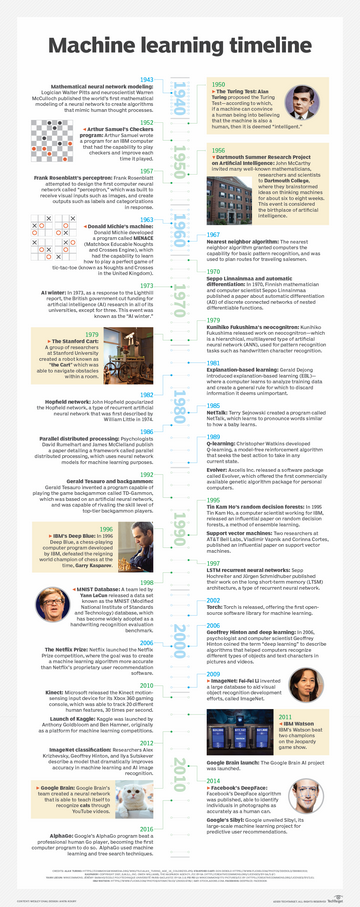 Machine learning timeline
1943
Mathematical neural network modeling:
Logician Walter Pitts and neuroscientist Warren
McCulloch published the world's first mathematical
modeling of a neural network to create algorithms
that mimic human thought processes.
1940
1950
The Turing Test: Alan
Turing proposed the Turing
Test—according to which,
if a machine can convince
a human being into believing
that the machine is also a
human, then it is deemed "intelligent."
1952
Arthur Samuel's Checkers
program: Arthur Samuel wrote
a program for an IBM computer
that had the capability to play
checkers and improve each
time it played.
1950
1956
Dartmouth Summer Research Project
on Artificial Intelligence: John McCarthy
invited many well-known mathematicians,
researchers and scientists
to Dartmouth College,
where they brainstormed
ideas on thinking machines
for about six to eight weeks.
This event is considered
the birthplace of artificial
intelligence.
1957
Frank Rosenblatt's perceptron: Frank Rosenblatt
attempted to design the first computer neural
network called "perceptron," which was built to
receive visual inputs such as images, and create
outputs such as labels and categorizations
in response.
1963
Donald Michie's machine:
Donald Michie developed
a program called MENACE
(Matchbox Educable Noughts
and Crosses Engine), which
had the capability to learn
how to play a perfect game of
tic-tac-toe (known as Noughts and Crosses
in the United Kingdom).
1960
1967
Nearest neighbor algorithm: The nearest
neighbor algorithm granted computers the
capability for basic pattern recognition, and was
used to plan routes for traveling salesmen.
1970
Seppo Linnainmaa and automatic
differentiation: In 1970, Finnish mathematician
and computer scientist Seppo Linnainmaa
published a paper about automatic differentiation
(AD) of discrete connected networks of nested
differentiable functions.
1973
AI winter: In 1973, as a response to the Lighthill
report, the British government cut funding for
artificial intelligence (AI) research in all of its
universities, except for three. This event was
known as the "AI winter."
1970
1979
The Stanford Cart:
A group of researchers
at Stanford University
created a robot known as
"the Cart" which was
able to navigate obstacles
within a room.
1979
Kunihiko Fukushima's neocognitron: Kunihiko
Fukushima released work on neocognitron—which
is a hierarchical, multilayered type of artificial
neural network (ANN), used for pattern recognition
tasks such as handwritten character recognition.
1981
Explanation-based learning: Gerald Dejong
introduced explanation-based learning (EBL)—
where a computer learns to analyze training data
and create a general rule for which to discard
information it deems unimportant.
1982
Hopfield network: John Hopfield popularized
the Hopfield network, a type of recurrent artificial
neural network that was first described by
William Little in 1974.
1980
1985
NetTalk: Terry Sejnowski created a program called
NetTalk, which learns to pronounce words similar
to how a baby learns.
1986
Parallel distributed processing: Psychologists
David Rumelhart and James McClelland published
a paper detailing a framework called parallel
distributed processing, which use neural network
models for machine learning purposes.
1989
Q-learning: Christopher Watkins developed
Q-learning, a model-free reinforcement algorithm
that seeks the best action to take in any
current state.
Evolver: Axcelis Inc. released a software package
called Evolver, which offered the first commercially
available genetic algorithm package for personal
computers.
1992
Gerald Tesauro and backgammon:
Gerald Tesauro invented a program capable of
playing the game backgammon called TD-Gammon,
which was based on an artificial neural network,
and was capable of rivaling the skill level of
top-tier backgammon players.
1990
1995
Tin Kam Ho's random decision forests: In 1995
Tin Kam Ho, a computer scientist working for IBM,
released an influential paper on random decision
forests, a method of ensemble learning.
Support vector machines: Two researchers at
AT&T Bell Labs, Vladimir Vapnik and Corinna Cortes,
published an influential paper on support vector
machines.
1996
IBM's Deep Blue: In 1996
Deep Blue, a chess-playing
computer program developed
by IBM, defeated the reigning
world champion of chess at the
time, Garry Kasparov.
1997
LSTM recurrent neural networks: Sepp
Hochreiter and Jürgen Schmidhuber published
their work on the long short-term memory (LSTM)
architecture, a type of recurrent neural network.
1998
MNIST Database: A team led by
Yann LeCun released a data set
known as the MNIST (Modified
National Institute of Standards
and Technology) database, which
has become widely adopted as a
handwriting recognition evaluation
benchmark.
2000
2002
Torch: Torch is released, offering the first open-
source software library for machine learning.
2006
The Netflix Prize: Netflix launched the Netflix
Prize competition, where the goal was to create
a machine learning algorithm more accurate
than Netflix's proprietary user recommendation
software.
2006
Geoffrey Hinton and deep learning: In 2006,
psychologist and computer scientist Geoffrey
Hinton coined the term "deep learning" to describe
algorithms that helped computers recognize
different types of objects and text characters in
pictures and videos.
2009
ImageNet: Fei-Fei Li invented
a large database to aid visual
object recognition development
efforts, called ImageNet.
2010
Kinect: Microsoft released the Kinect motion-
sensing input device for its Xbox 360 gaming
console, which was able to track 20 different
human features, 30 times per second.
Launch of Kaggle: Kaggle was launched by
Anthony Goldbloom and Ben Hamner, originally
as a platform for machine learning competitions.
2011
IBM Watson
IBM's Watson beat
two champions
on the Jeopardy
game show.
Google Brain launch: The Google Brain AI project
was launched.
2012
ImageNet classification: Researchers Alex
Krizhevsky, Geoffrey Hinton, and Ilya Sutskever
describe a model that dramatically improves
accuracy in machine learning and AI image
recognition.
2010
Google Brain: Google's Brain
team created a neural network
that is able to teach itself to
recognize cats through
YouTube videos.
2014
Facebook's DeepFace:
Facebook's DeepFace algorithm
was published, able to identify
individuals in photographs as
accurately as a human can.
Google's Sibyl: Google unveiled Sibyl, its
large-scale machine learning project for
predictive user recommendations.
2016
AlphaGo: Google's AlphaGo program beat a
professional human Go player, becoming the first
computer program to do so. AlphaGo used machine
learning and tree search techniques.
TechTarget